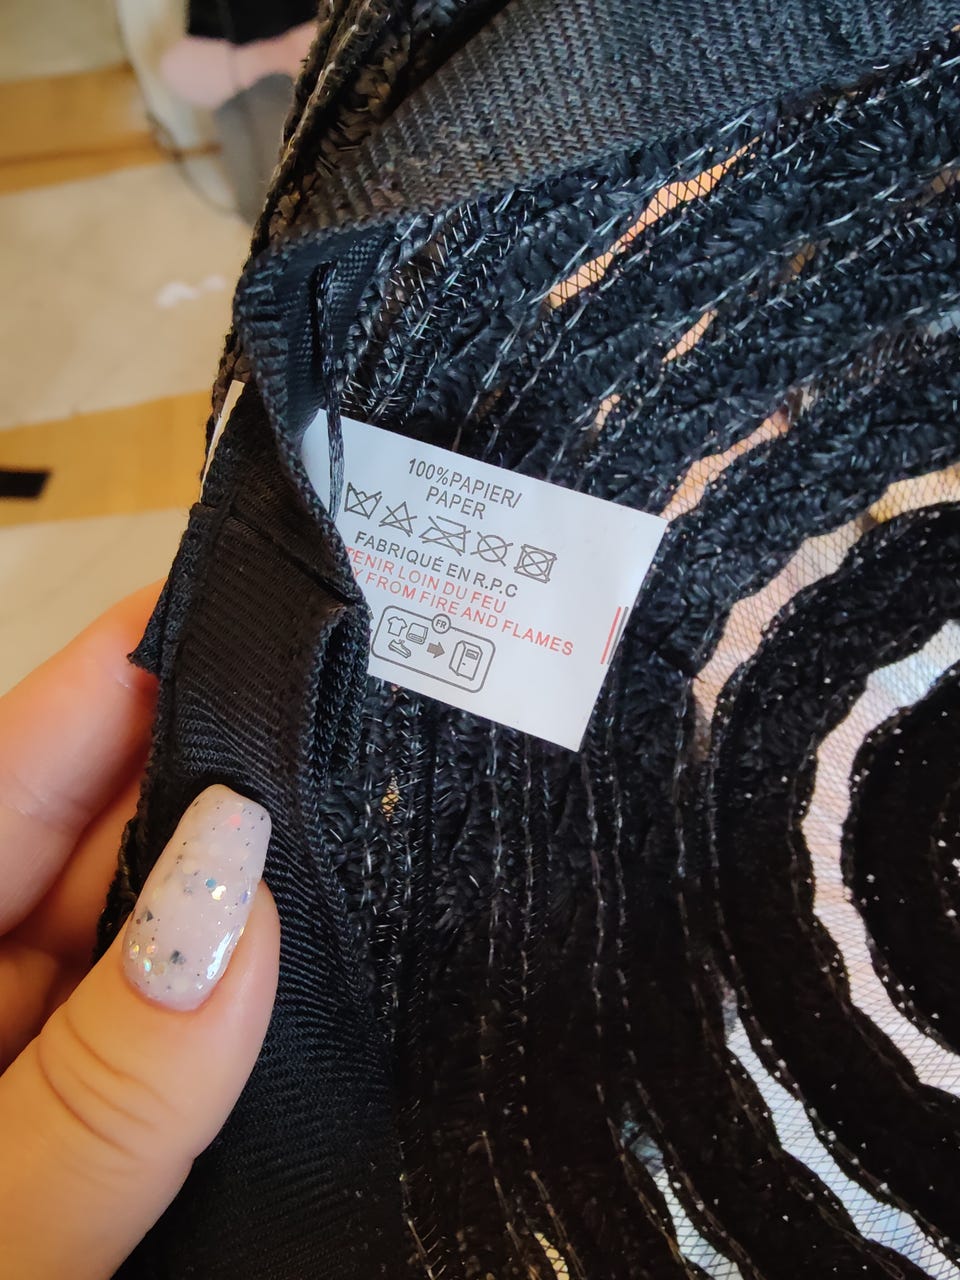 100%PAPIER/
PAPER
FABRIQUÉ EN R.P.C
TENIR LOIN DU FEU
FROM FIRE AND FLAMES
FR